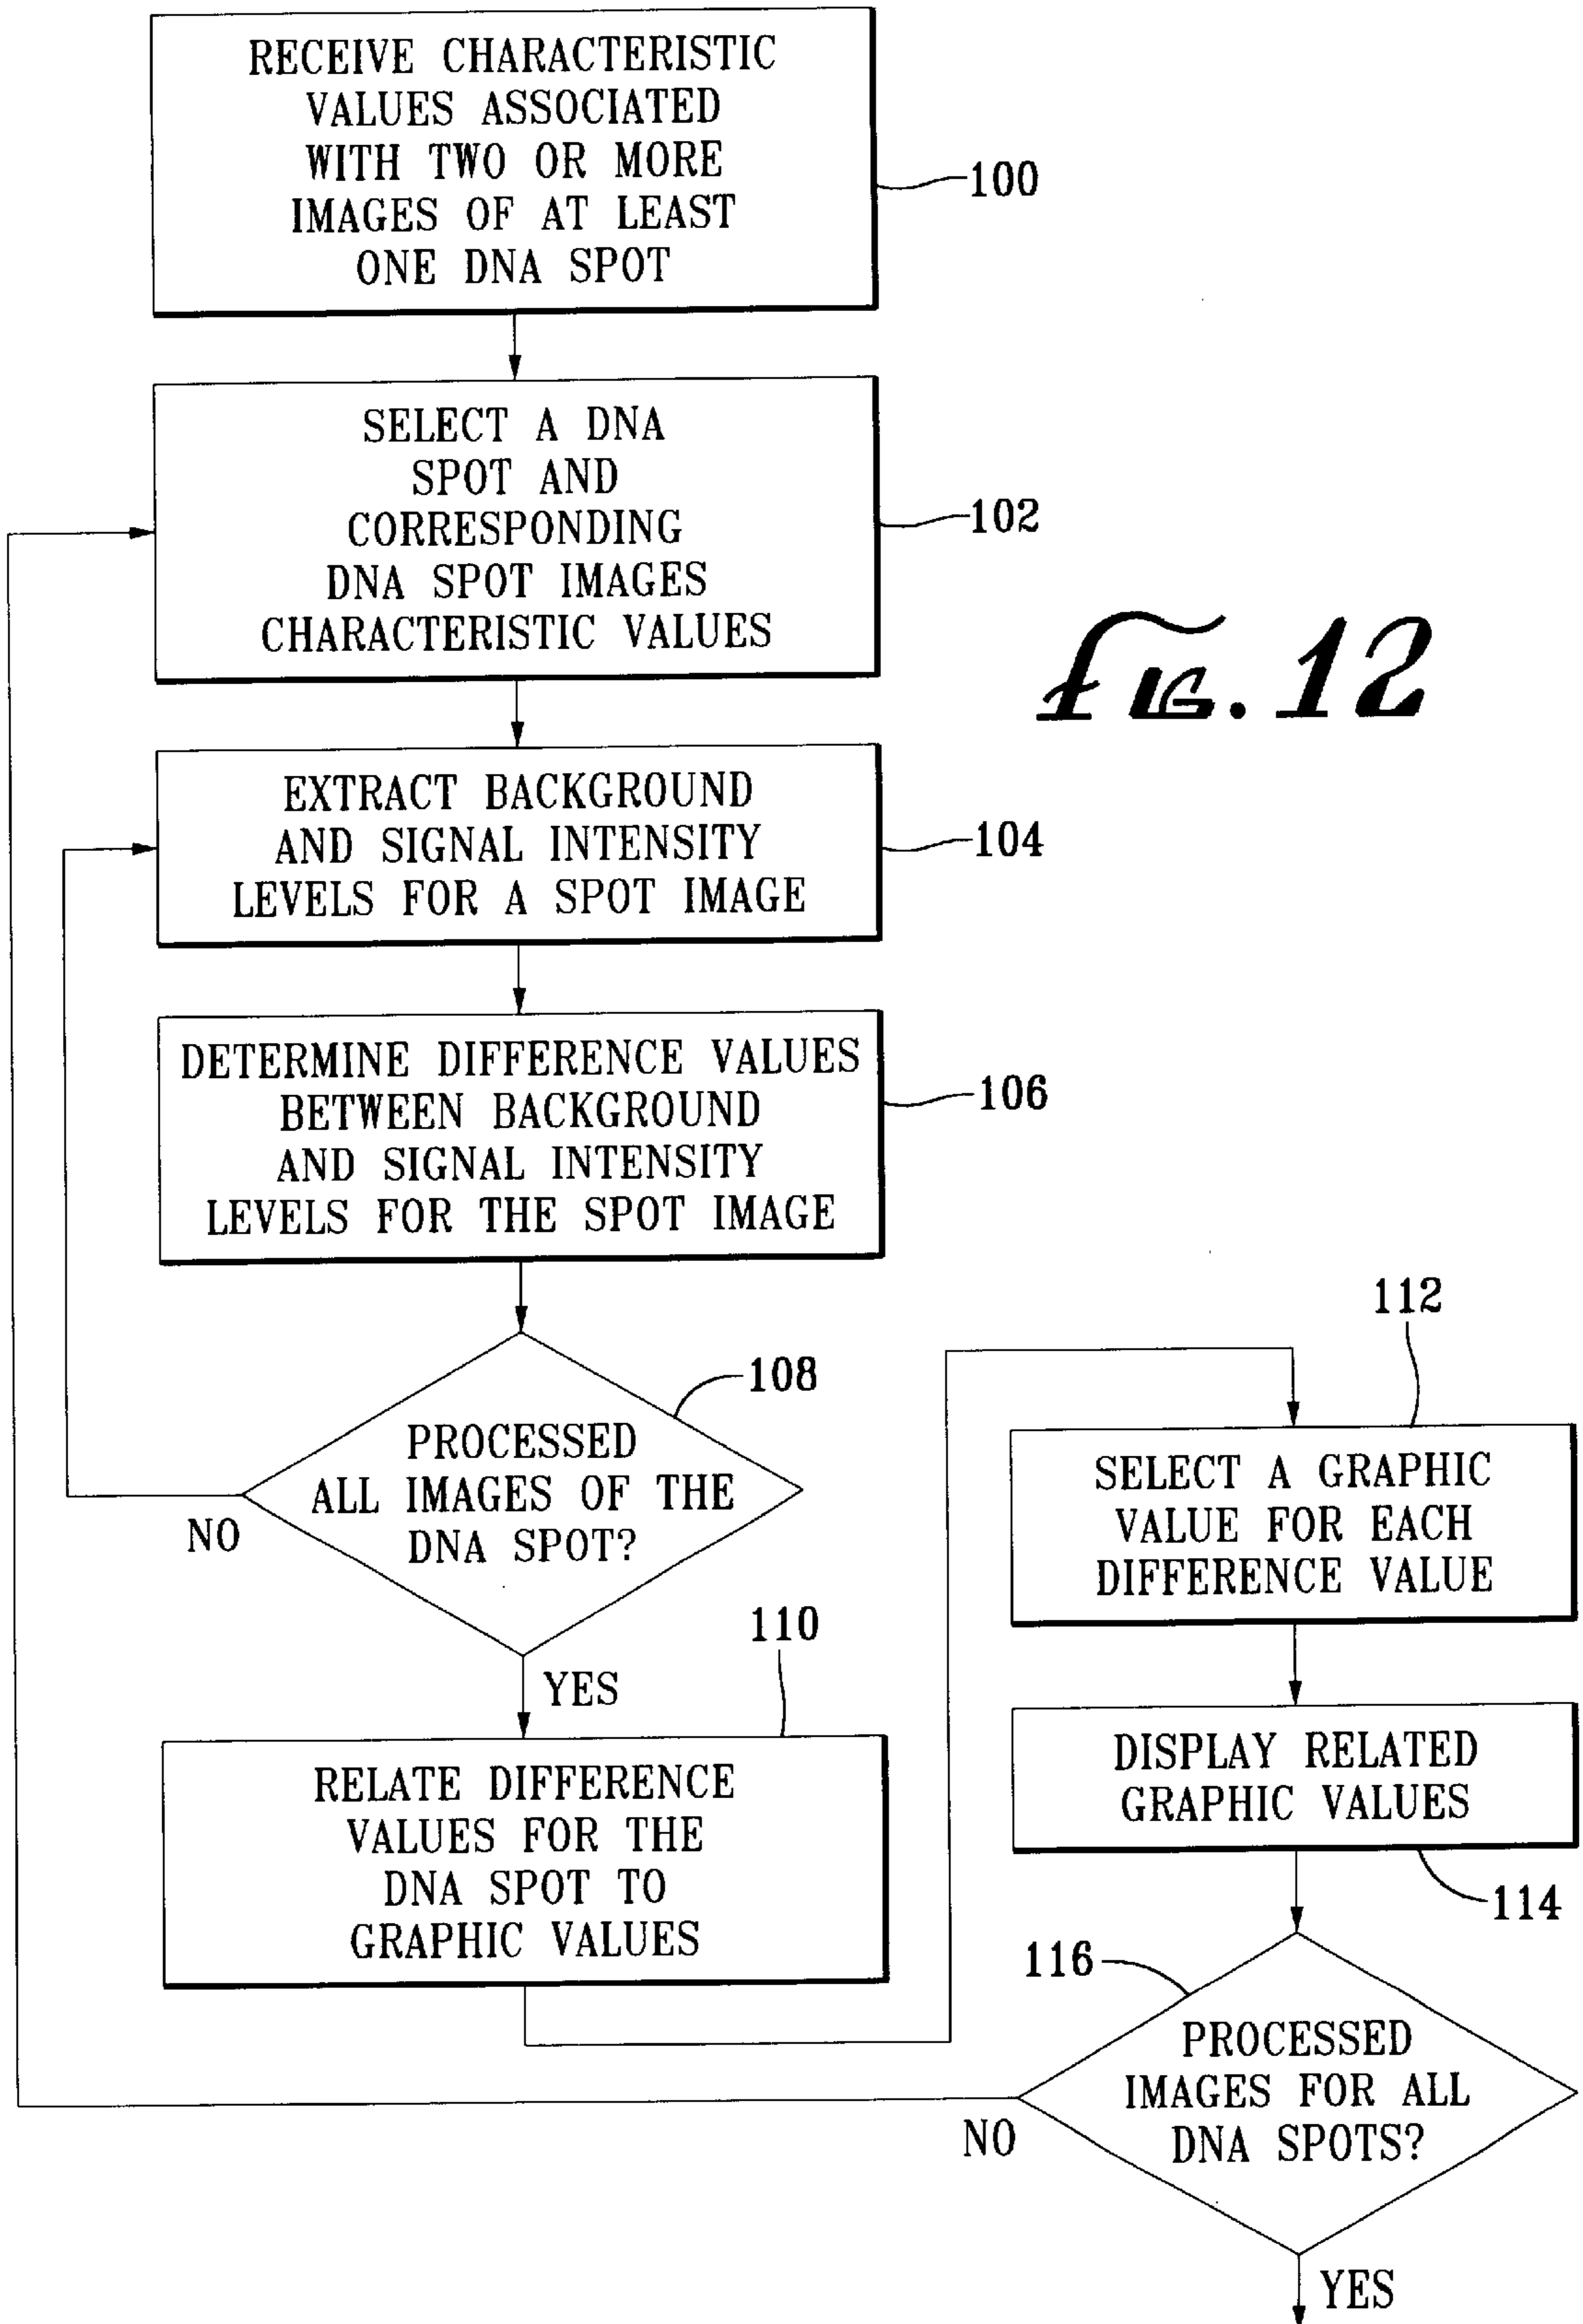 RECEIVE CHARACTERISTIC
VALUES ASSOCIATED
WITH TWO OR MORE
IMAGES OF AT LEAST
ONE DNA SPOT
100
SELECT A DNA
SPOT AND
CORRESPONDING
DNA SPOT IMAGES
CHARACTERISTIC VALUES
102
FIG. 12
EXTRACT BACKGROUND
AND SIGNAL INTENSITY
LEVELS FOR A SPOT IMAGE
104
DETERMINE DIFFERENCE VALUES
BETWEEN BACKGROUND
AND SIGNAL INTENSITY
LEVELS FOR THE SPOT IMAGE
106
PROCESSED
ALL IMAGES OF THE
DNA SPOT?
108
NO
YES
110
RELATE DIFFERENCE
VALUES FOR THE
DNA SPOT TO
GRAPHIC VALUES
112
SELECT A GRAPHIC
VALUE FOR EACH
DIFFERENCE VALUE
DISPLAY RELATED
GRAPHIC VALUES
114
116
PROCESSED
IMAGES FOR ALL
DNA SPOTS?
NO
YES